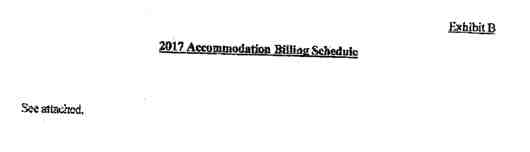 Exhibit B
2017 Accommodation Billing Schedule
See attached.